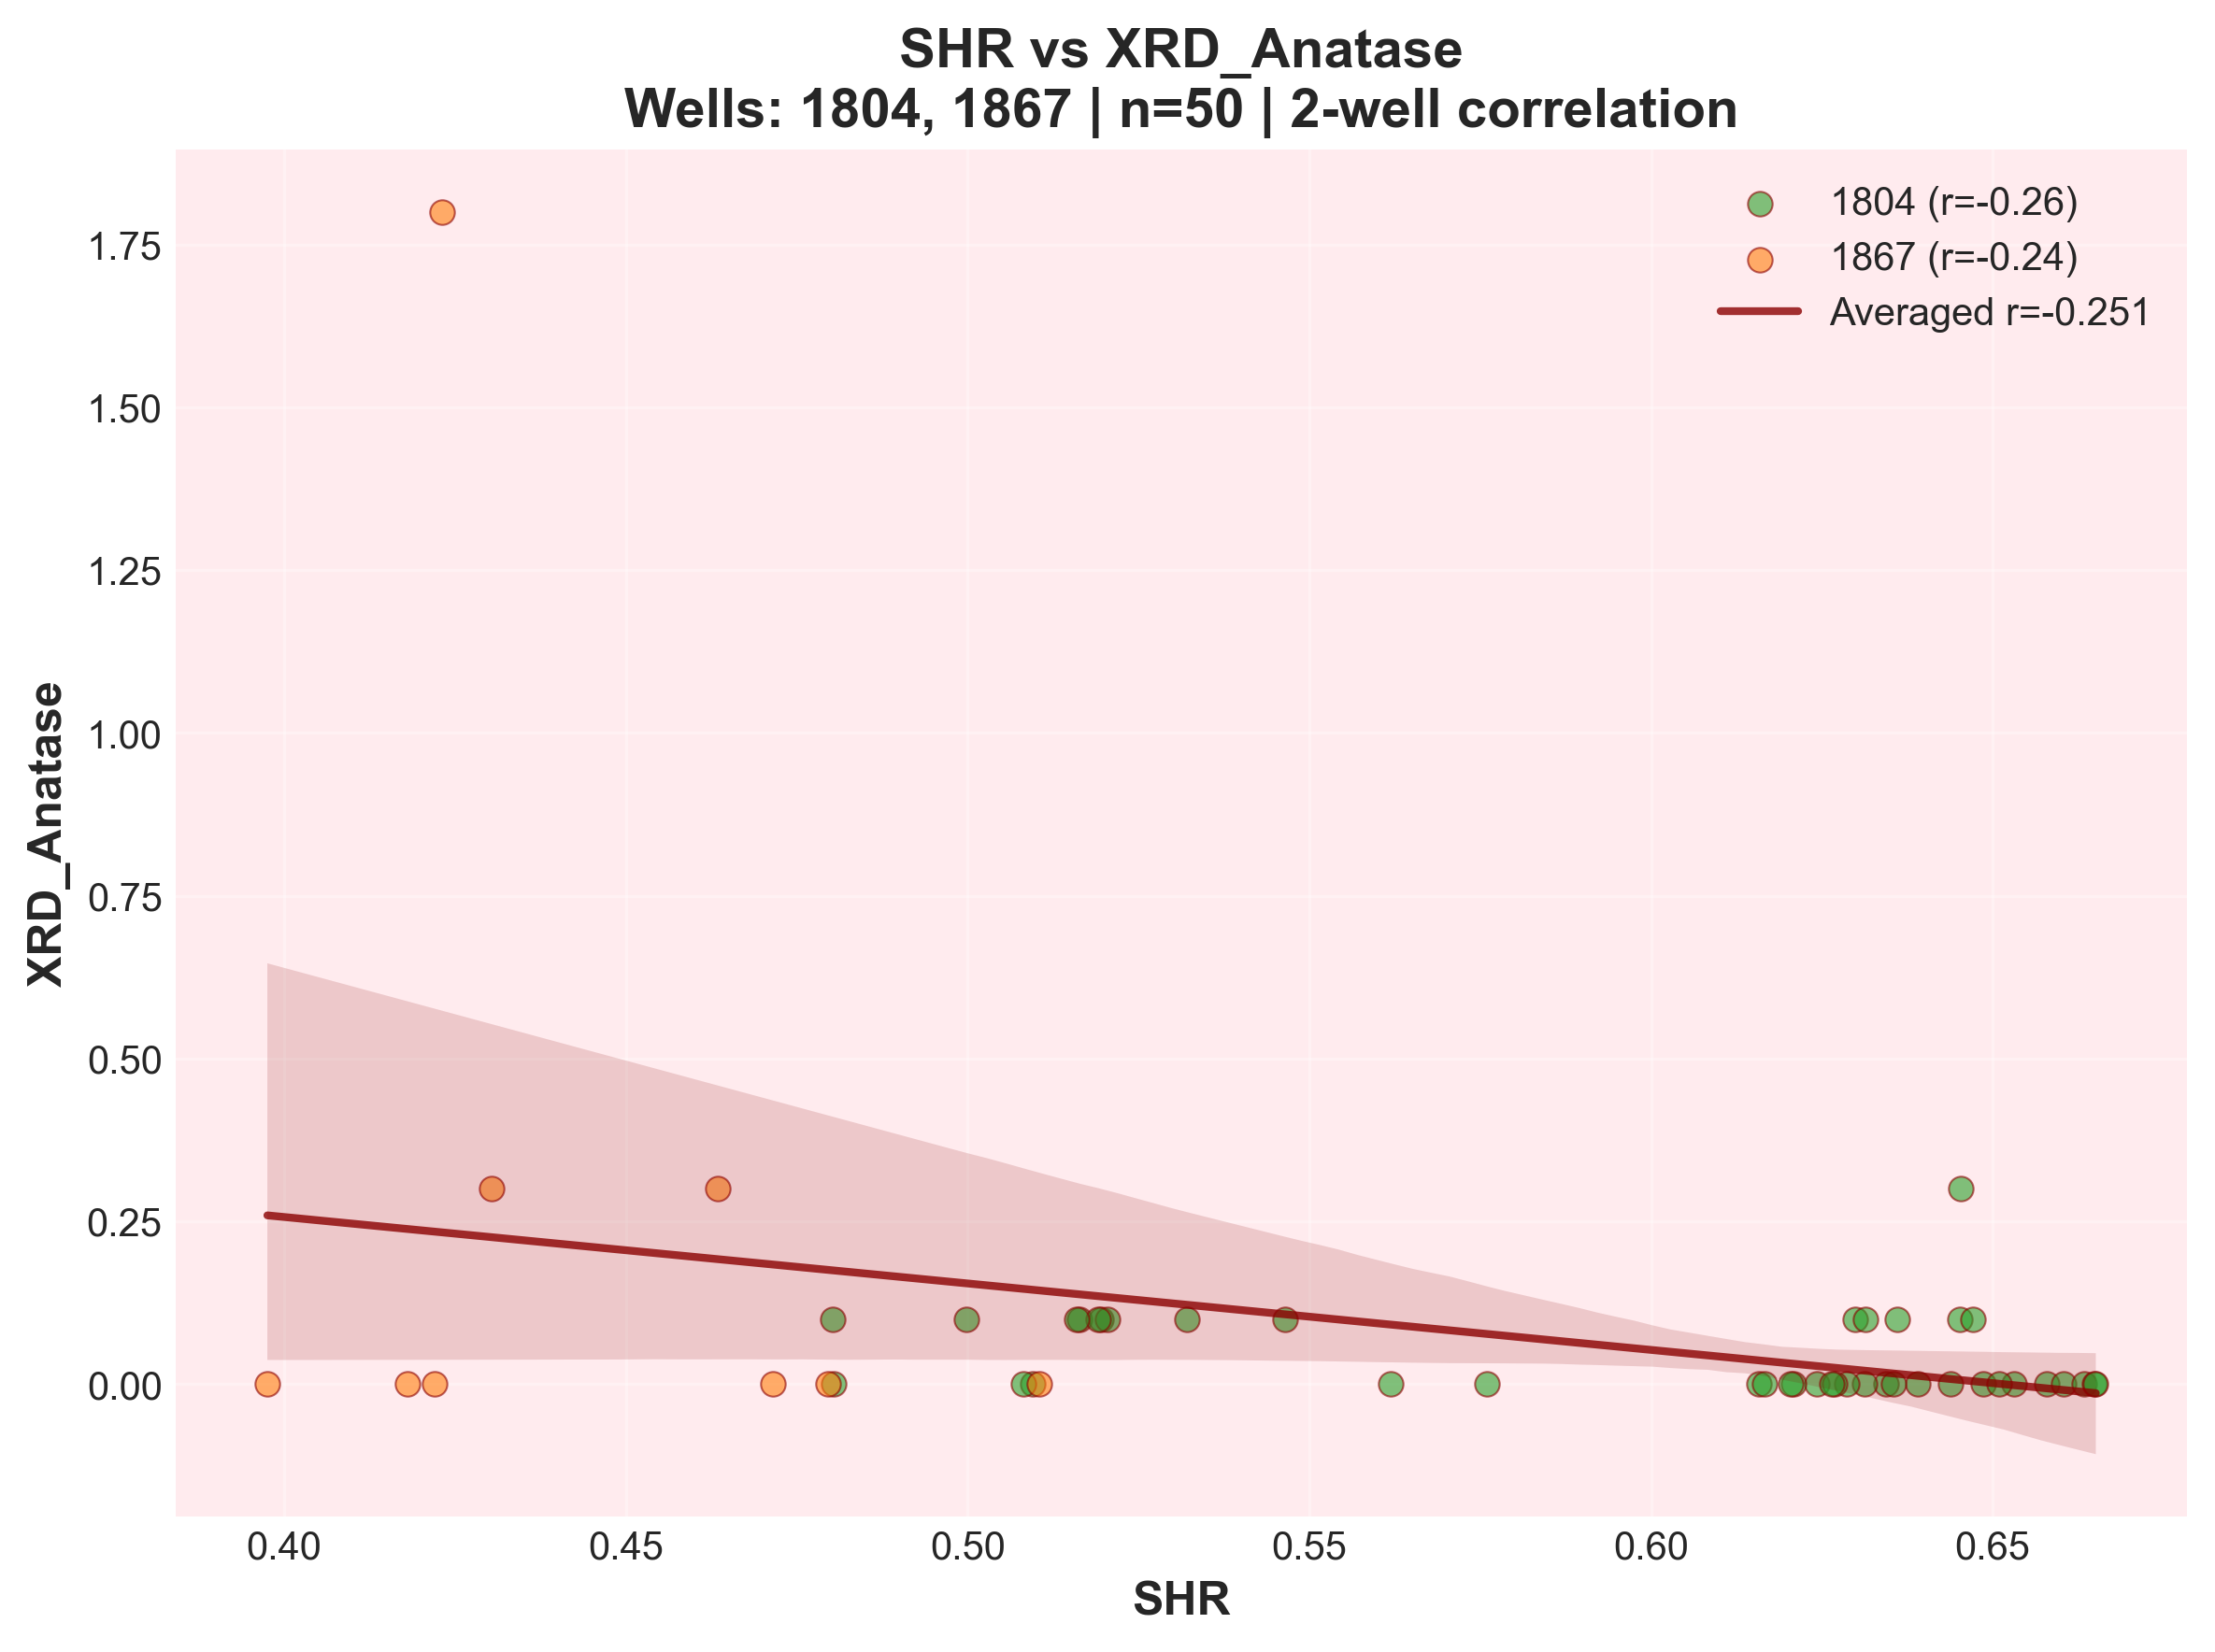 SHR vs XRD_Anatase
Wells: 1804, 1867 | n=50 | 2-well correlation
1804 (r=-0.26)
1867 (r=-0.24)
Averaged r=-0.251
XRD_Anatase
1.75
1.50
1.25
1.00
0.75
0.50
0.25
0.00
0.40 0.45 0.50 0.55 0.60 0.65
SHR